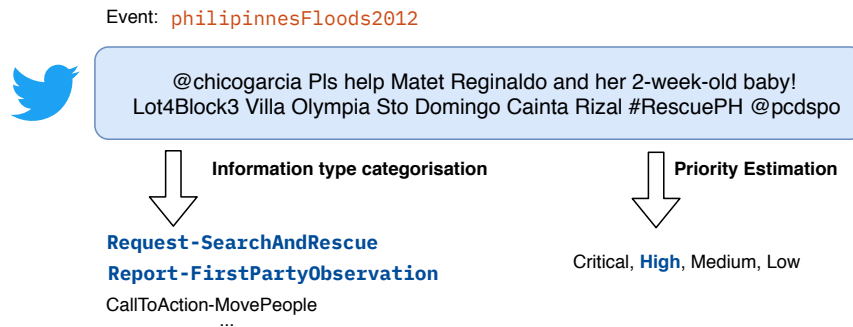 Event: philipinnesFloods2012
@chicogarcia Pls help Matet Reginaldo and her 2-week-old baby!
Lot4Block3 Villa Olympia Sto Domingo Cainta Rizal #RescuePH @pcdspo
Information type categorisation
Priority Estimation
Request-SearchAndRescue
Report-FirstPartyObservation
CallToAction-MovePeople
...
Critical, High, Medium, Low